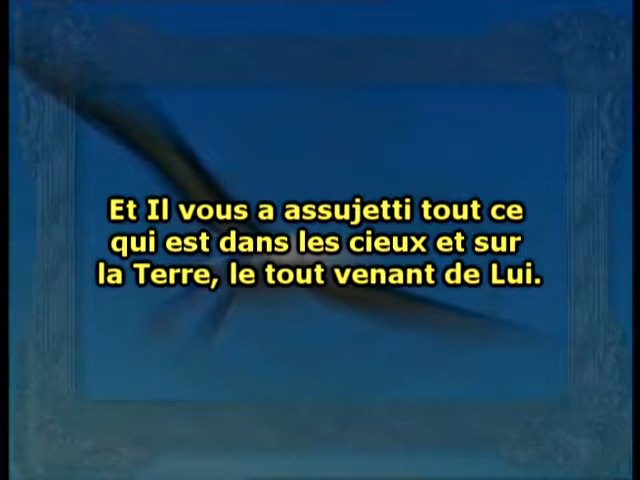 Et Il vous a assujetti tout ce
qui est dans les cieux et sur
la Terre, le tout venant de Lui.